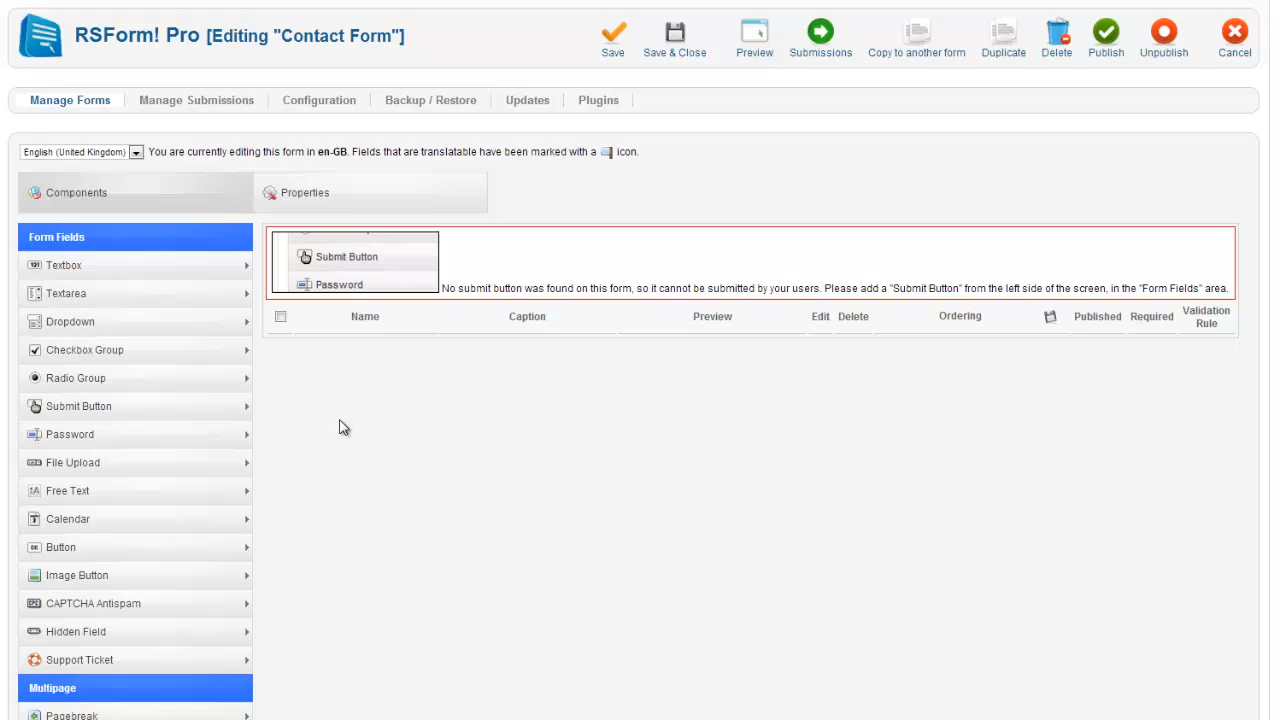 RSForm! Pro [Editing "Contact Form"]
Save
Save & Close
Preview
Submissions
Copy to another form
Duplicate
Delete
Publish
Unpublish
Cancel
Manage Forms
Manage Submissions
Configuration
Backup / Restore
Updates
Plugins
English (United Kingdom) You are currently editing this form in en-GB. Fields that are translatable have been marked with a icon.
Components
Properties
Form Fields
Textbox
Textarea
Dropdown
Checkbox Group
Radio Group
Submit Button
Password
File Upload
Free Text
Calendar
Button
Image Button
CAPTCHA Antispam
Hidden Field
Support Ticket
Multipage
Pagebreak
Submit Button
Password
No submit button was found on this form, so it cannot be submitted by your users. Please add a "Submit Button" from the left side of the screen, in the "Form Fields" area.
Name
Caption
Preview
Edit
Delete
Ordering
Published
Required
Validation
Rule